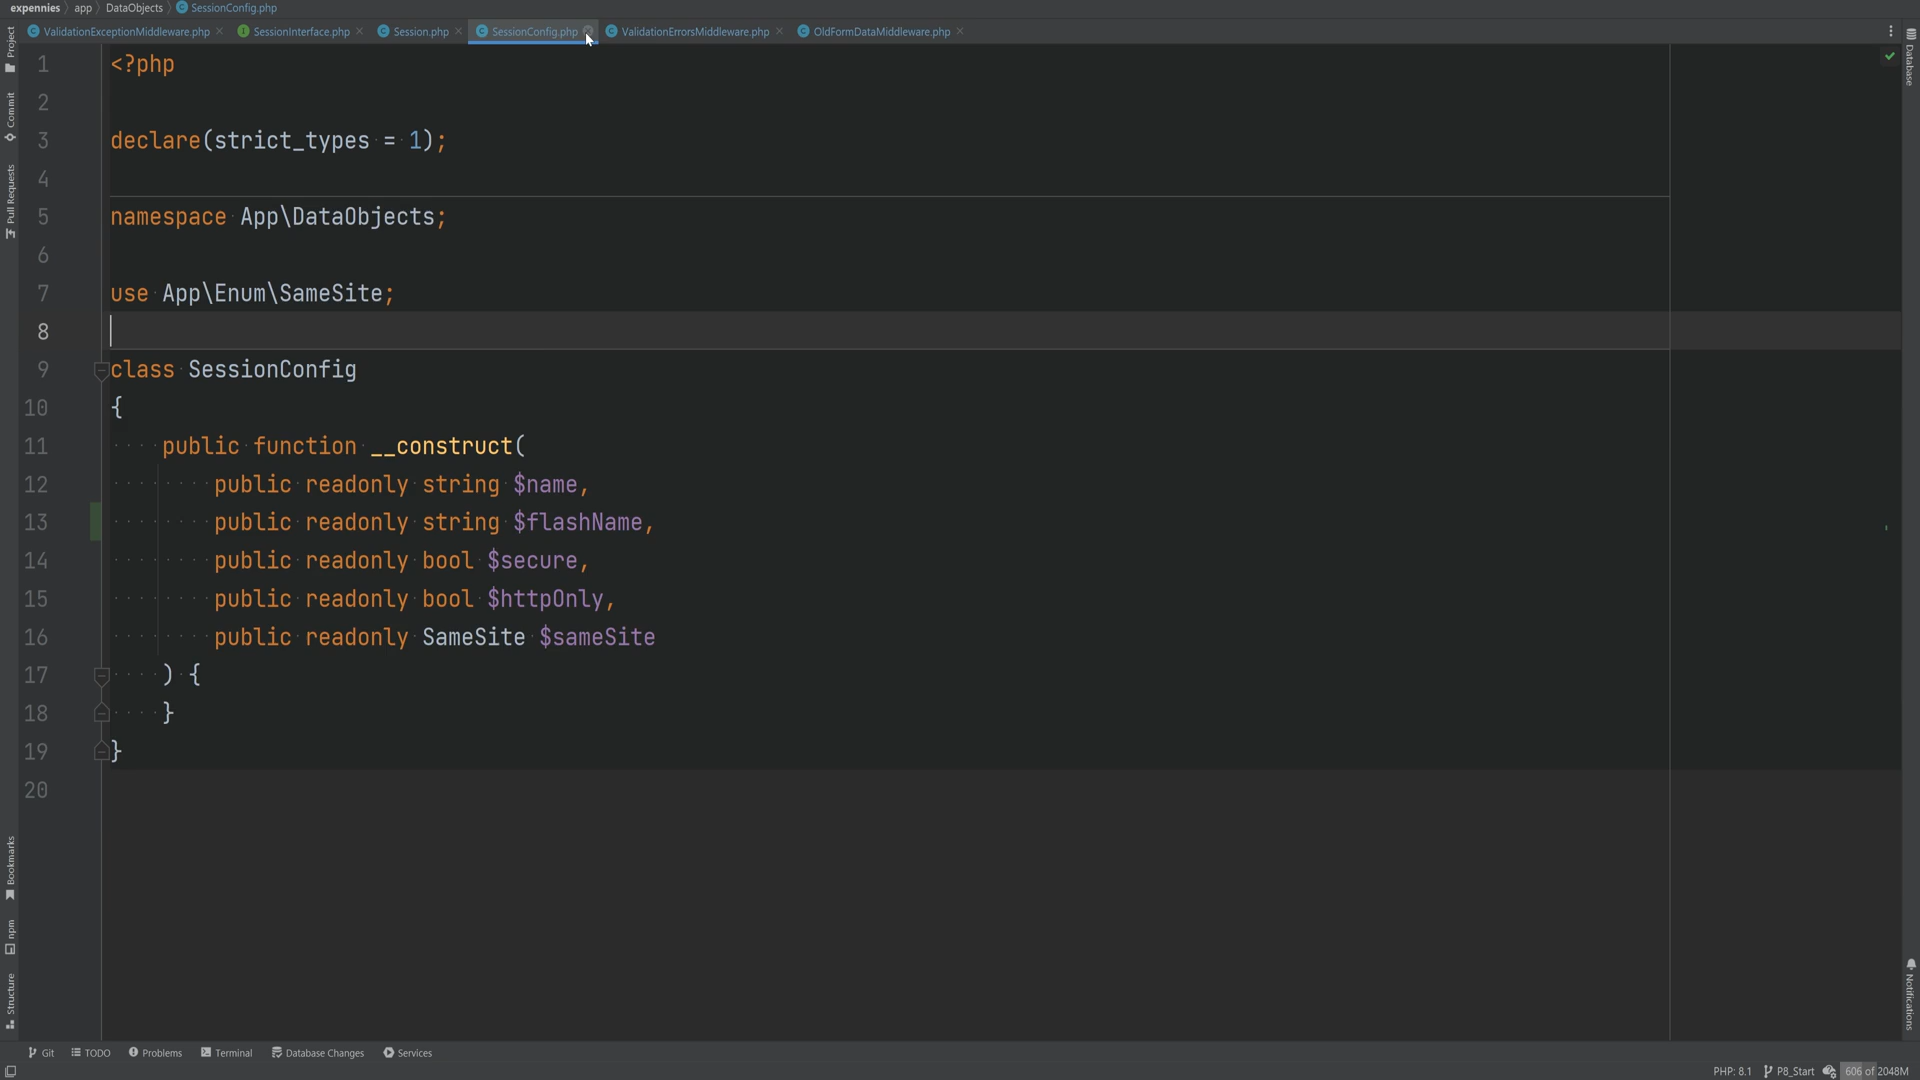 expennies
app
DataObjects
SessionConfig.php
ValidationExceptionMiddleware.php
SessionInterface.php
Session.php
SessionConfig.php
ValidationErrorsMiddleware.php
OldFormDataMiddleware.php
Project
Commit
Pull Requests
Bookmarks
npm
Structure
1 <?php
2
3 declare(strict_types = 1);
4
5 namespace App\DataObjects;
6
7 use App\Enum\SameSite;
8
9 class SessionConfig
10 {
11 public function __construct(
12 public readonly string $name,
13 public readonly string $flashName,
14 public readonly bool $secure,
15 public readonly bool $httpOnly,
16 public readonly SameSite $sameSite
17 ) {
18 }
19 }
20
Database
Notifications
Git
TODO
Problems
Terminal
Database Changes
Services
PHP: 8.1
P8_Start
606 of 2048M